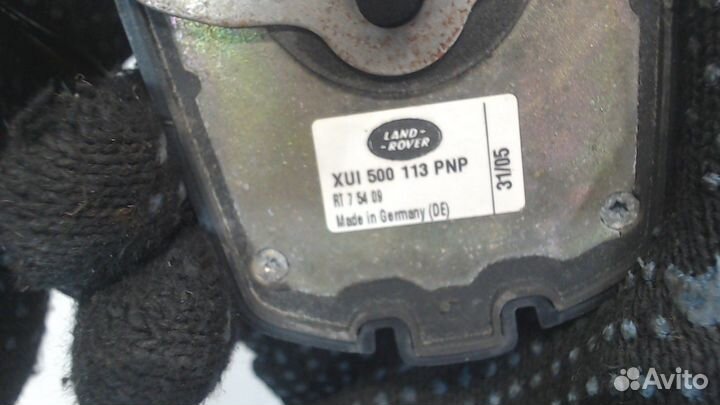 LAND-
-ROVER
XUI 500 113 PNP
RT 7 54 09
Made in Germany (DE)
31/05
Avito